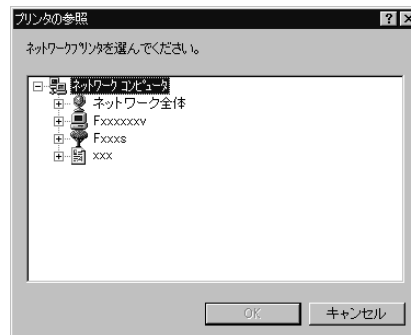 プリンタの参照
ネットワークプリンタを選んでください。
ネットワーク コンピュータ
ネットワーク全体
Fxxxxxxv
Fxxxs
xxx
OK
キャンセル